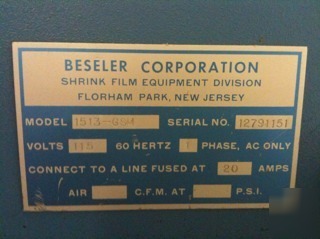 BESELER CORPORATION
SHRINK FILM EQUIPMENT DIVISION
FLORHAM PARK, NEW JERSEY
MODEL SERIAL NO. 12791151
VOLTS 115 60 HERTZ 1 PHASE, AC ONLY
CONNECT TO A LINE FUSED AT 20 AMPS
AIR C.F.M. AT P.S.I.